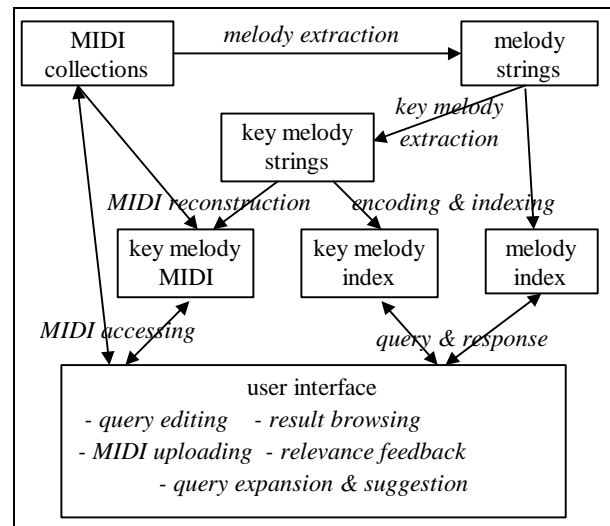 MIDI
collections
melody extraction
melody
strings
key melody
extraction
key melody
strings
MIDI reconstruction
encoding & indexing
key melody
MIDI
key melody
index
melody
index
MIDI accessing
query & response
user interface
- query editing - result browsing
- MIDI uploading - relevance feedback
- query expansion & suggestion